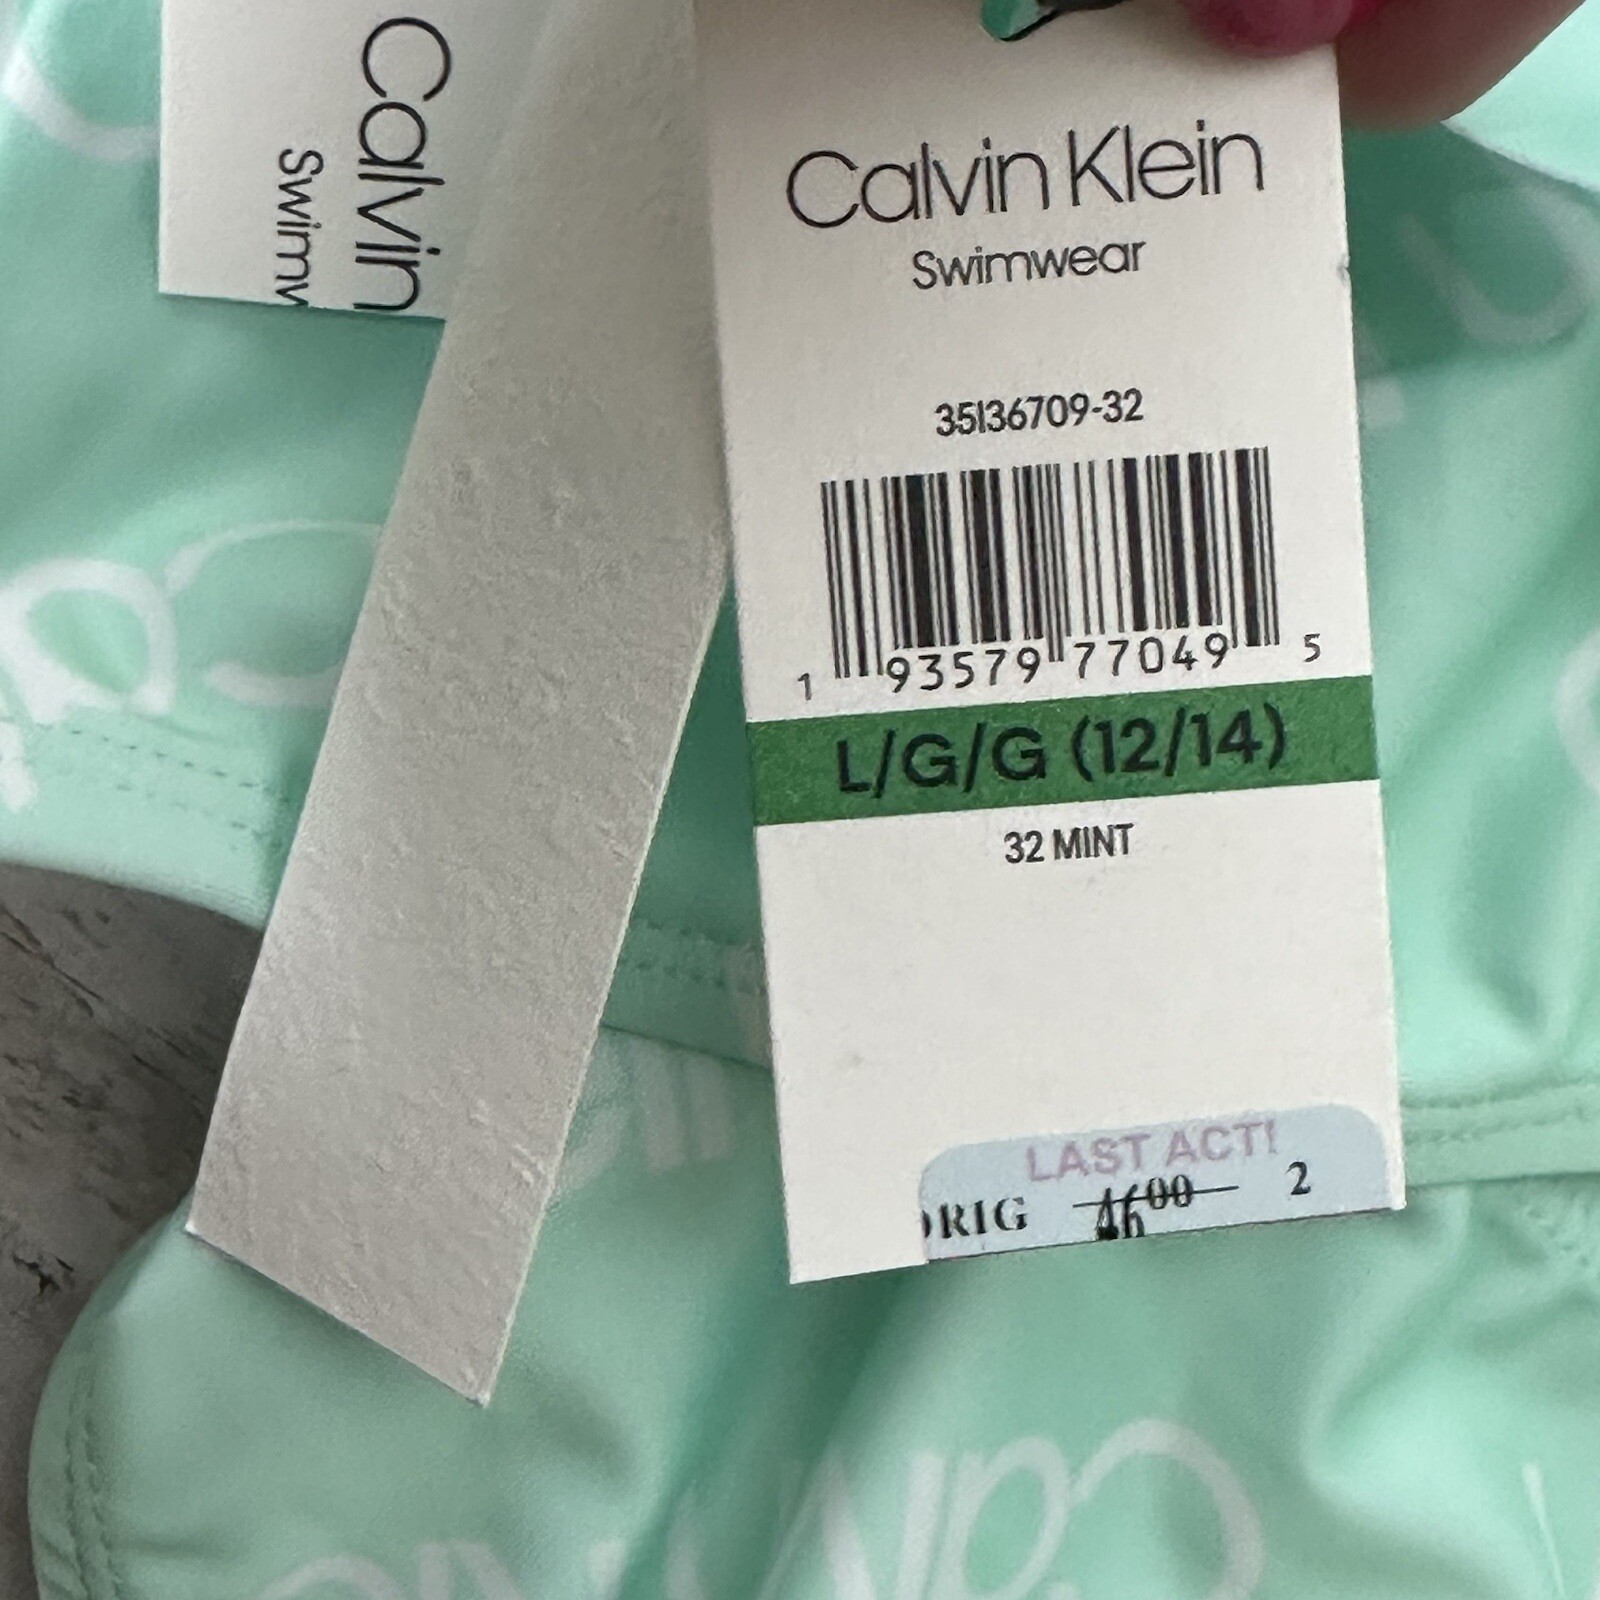 Calvin
Swimw
Calvin Klein
Swimwear
35I36709-32
1 93579 77049 5
L/G/G (12/14)
32 MINT
LAST ACT!
ORIG 46.00 2
Calvin